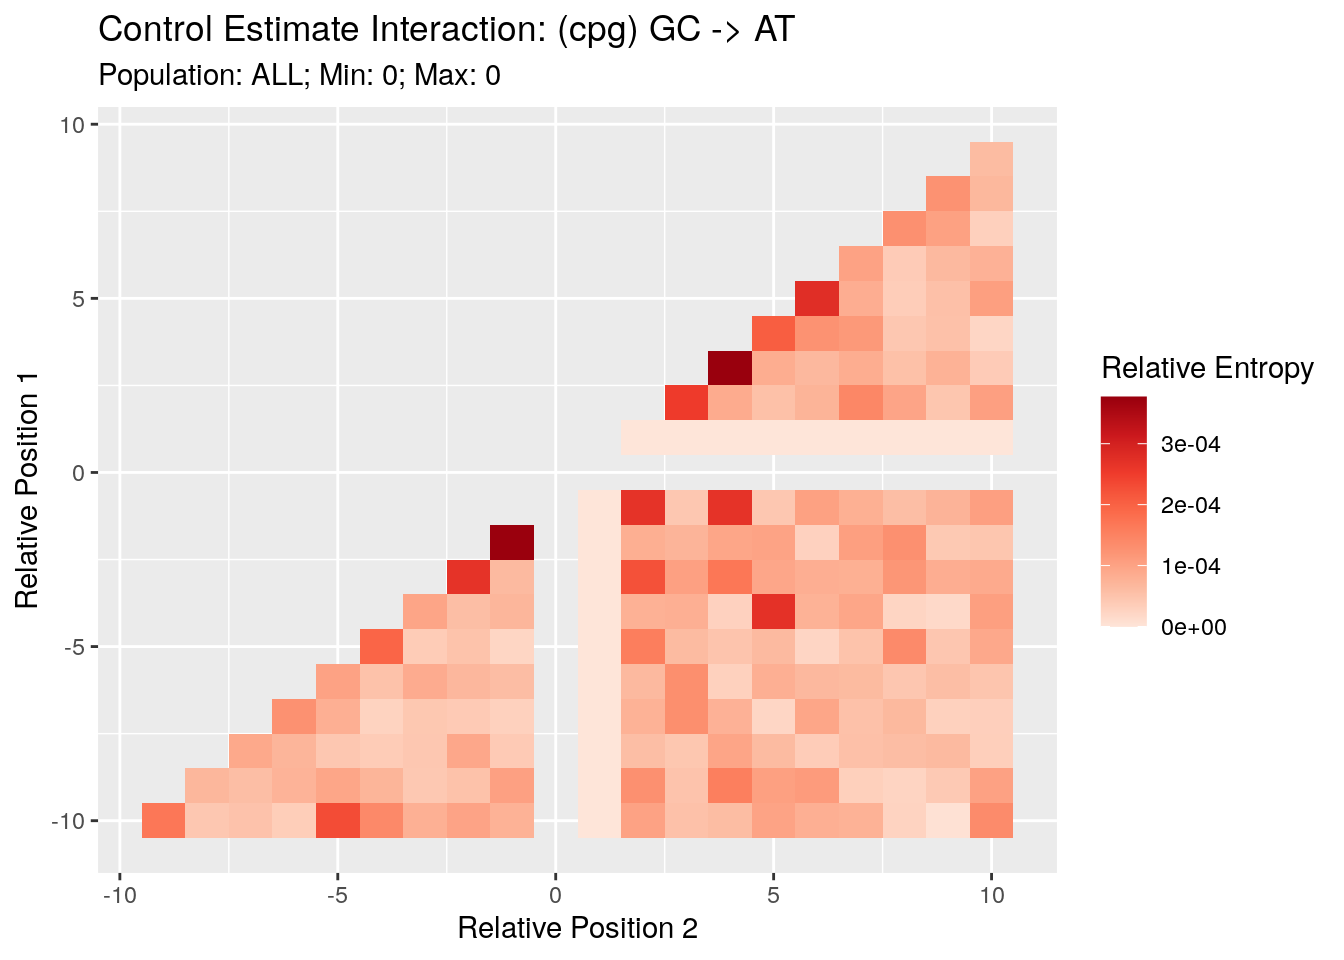 Control Estimate Interaction: (cpg) GC -> AT
Population: ALL; Min: 0; Max: 0
10
5
0
-5
-10
Relative Position 1
-10
-5
0
5
10
Relative Position 2
Relative Entropy
3e-04
2e-04
1e-04
0e+00